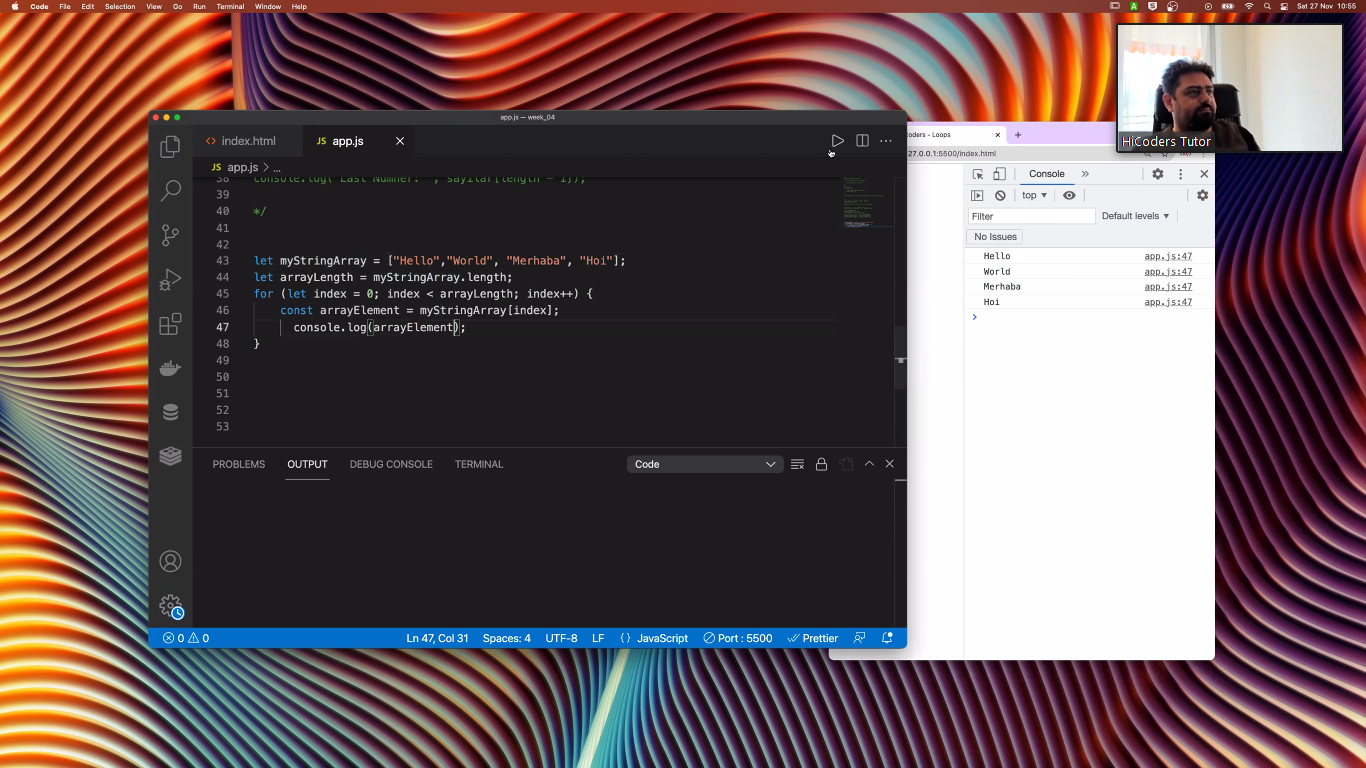 Code File Edit Selection View Go Run Terminal Window Help
Sat 27 Nov 10:55
HiCoders Tutor
app.js — week_04
index.html
JS app.js
app.js > ...
38 console.log( Last Number: , sayilar[length - 1]);
39
40 */
41
42
43 let myStringArray = ["Hello","World", "Merhaba", "Hoi"];
44 let arrayLength = myStringArray.length;
45 for (let index = 0; index < arrayLength; index++) {
46 const arrayElement = myStringArray[index];
47 console.log(arrayElement);
48 }
49
50
51
52
53
PROBLEMS OUTPUT DEBUG CONSOLE TERMINAL
Code
0 0 Ln 47, Col 31 Spaces: 4 UTF-8 LF {} JavaScript Port : 5500 Prettier
oders - Loops
27.0.0.1:5500/index.html
Console
top
Filter
Default levels
No Issues
Hello app.js:47
World app.js:47
Merhaba app.js:47
Hoi app.js:47